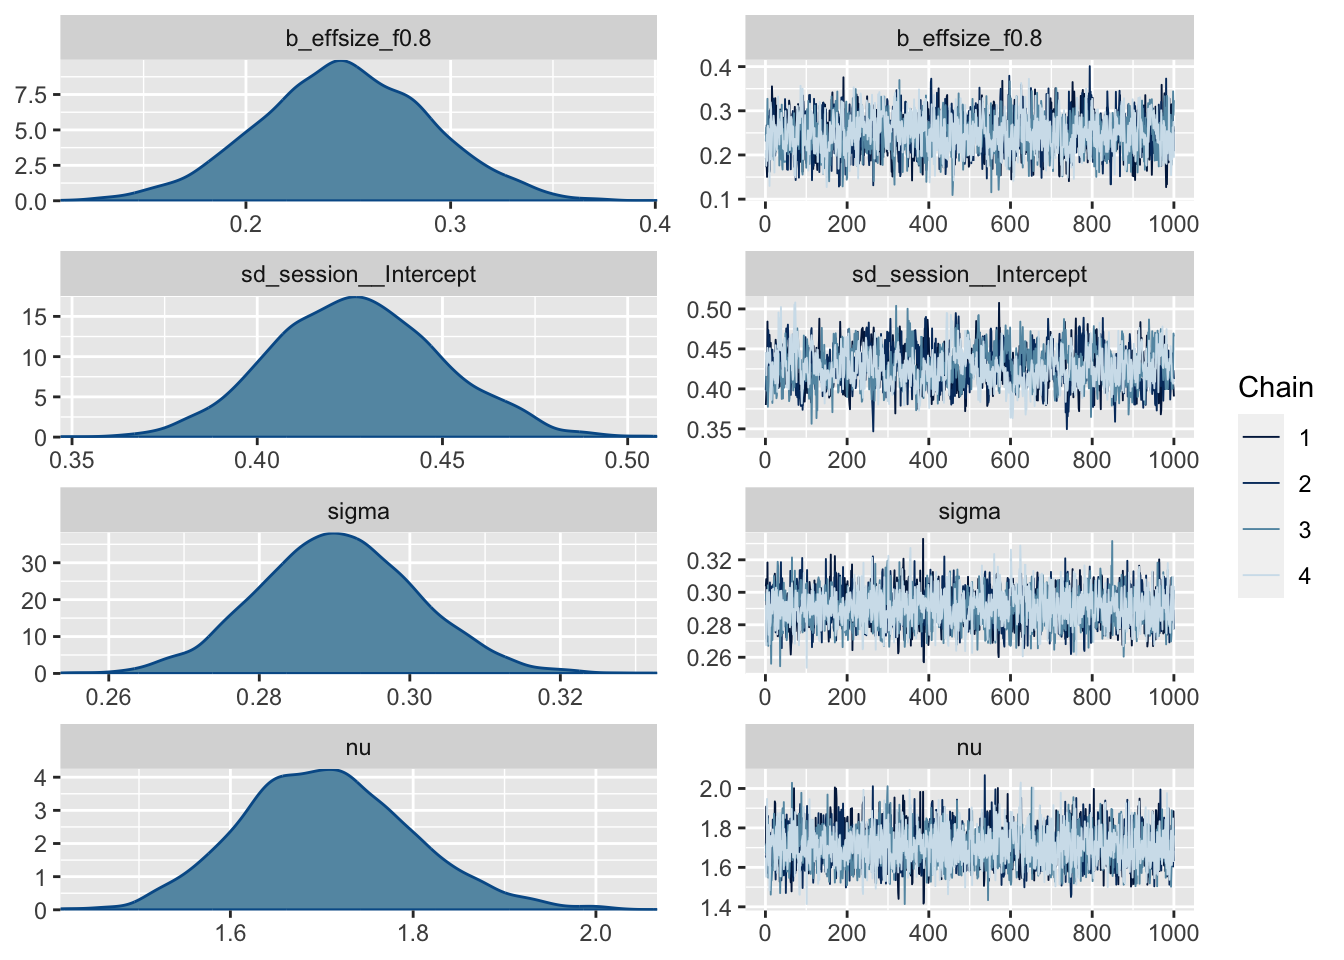 b_effsize_f0.8
b_effsize_f0.8
7.5
5.0
2.5
0.0
0.2 0.3 0.4
0.4
0.3
0.2
0.1
0 200 400 600 800 1000
sd_session__Intercept
sd_session__Intercept
15
10
5
0
0.35 0.40 0.45 0.50
0.50
0.45
0.40
0.35
0 200 400 600 800 1000
sigma
sigma
30
20
10
0
0.26 0.28 0.30 0.32
0.32
0.30
0.28
0.26
0 200 400 600 800 1000
nu
nu
4
3
2
1
0
1.6 1.8 2.0
2.0
1.8
1.6
1.4
0 200 400 600 800 1000
Chain
1
2
3
4